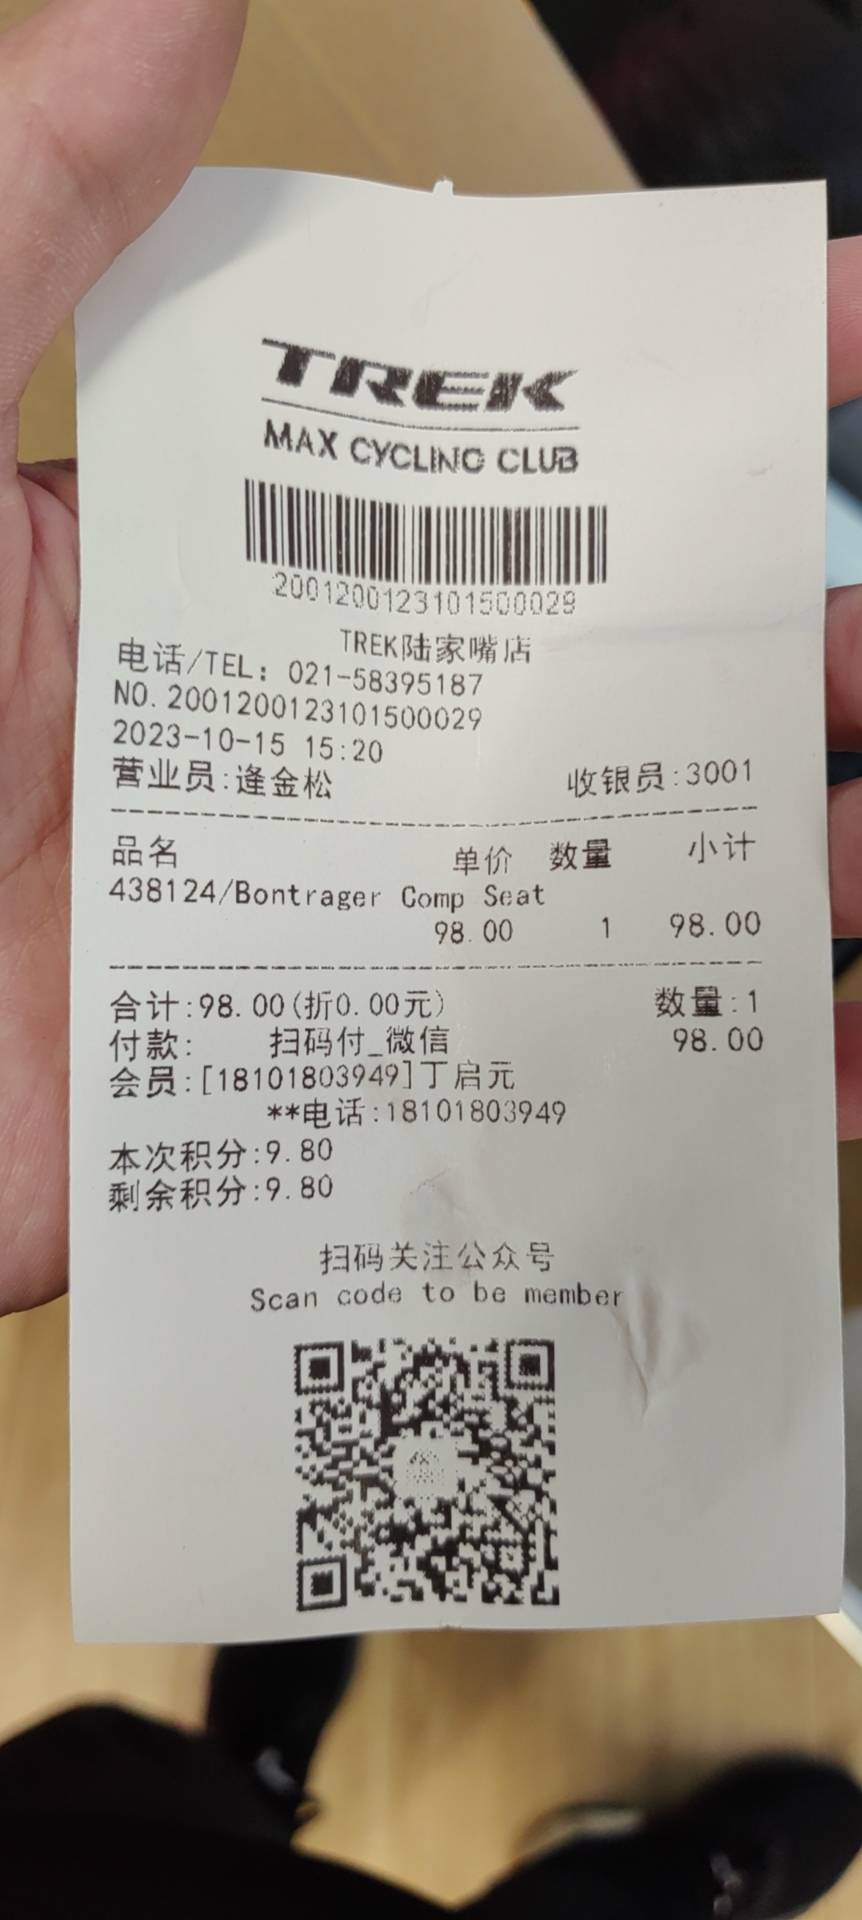 TREK
MAX CYCLING CLUB
2001200123101500029
TREK陆家嘴店
电话/TEL: 021-58395187
NO.2001200123101500029
2023-10-15 15:20
营业员:逄金松 收银员:3001
品名 单价 数量 小计
438124/Bontrager Comp Seat
98.00 1 98.00
合计:98.00(折0.00元) 数量:1
付款: 扫码付_微信 98.00
会员:[18101803949]丁启元
**电话:18101803949
本次积分:9.80
剩余积分:9.80
扫码关注公众号
Scan code to be member